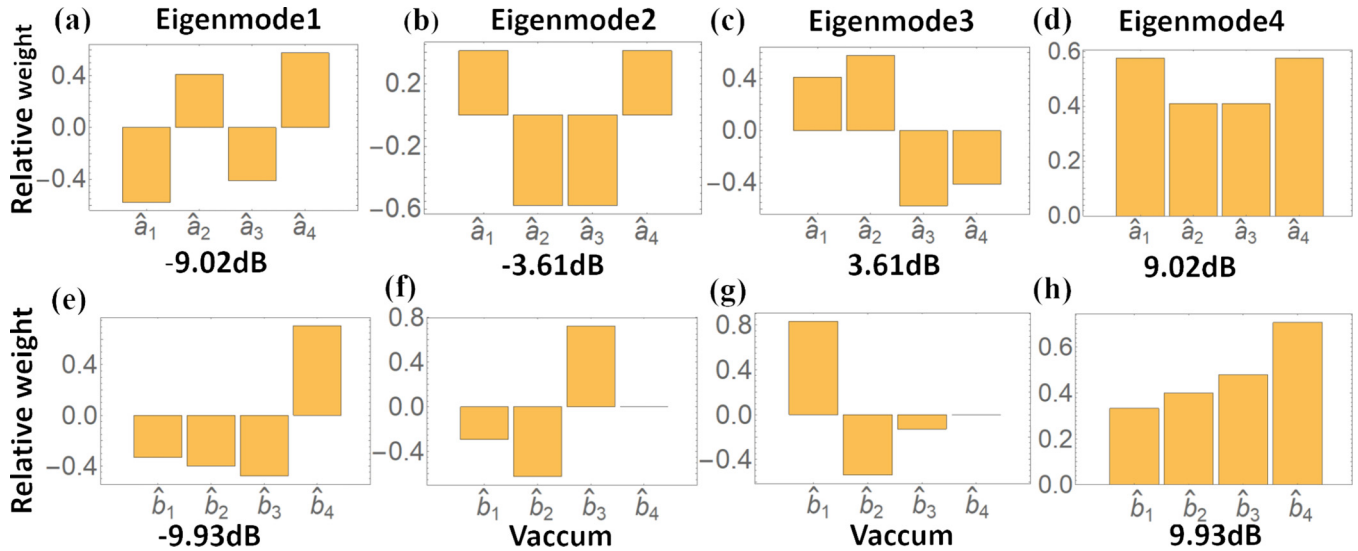 (a) Eigenmode1 (b) Eigenmode2 (c) Eigenmode3 (d) Eigenmode4
Relative weight
0.4
0.0
−0.4
â₁ â₂ â₃ â₄
-9.02dB
0.2
0.0
−0.2
−0.4
−0.6
â₁ â₂ â₃ â₄
-3.61dB
0.4
0.0
−0.4
â₁ â₂ â₃ â₄
3.61dB
0.6
0.4
0.2
0.0
â₁ â₂ â₃ â₄
9.02dB
(e) (f) (g) (h)
Relative weight
0.4
0.0
−0.4
b̂₁ b̂₂ b̂₃ b̂₄
-9.93dB
0.8
0.4
0.0
−0.4
b̂₁ b̂₂ b̂₃ b̂₄
Vaccum
0.8
0.4
0.0
−0.4
b̂₁ b̂₂ b̂₃ b̂₄
Vaccum
0.6
0.4
0.2
0.0
b̂₁ b̂₂ b̂₃ b̂₄
9.93dB